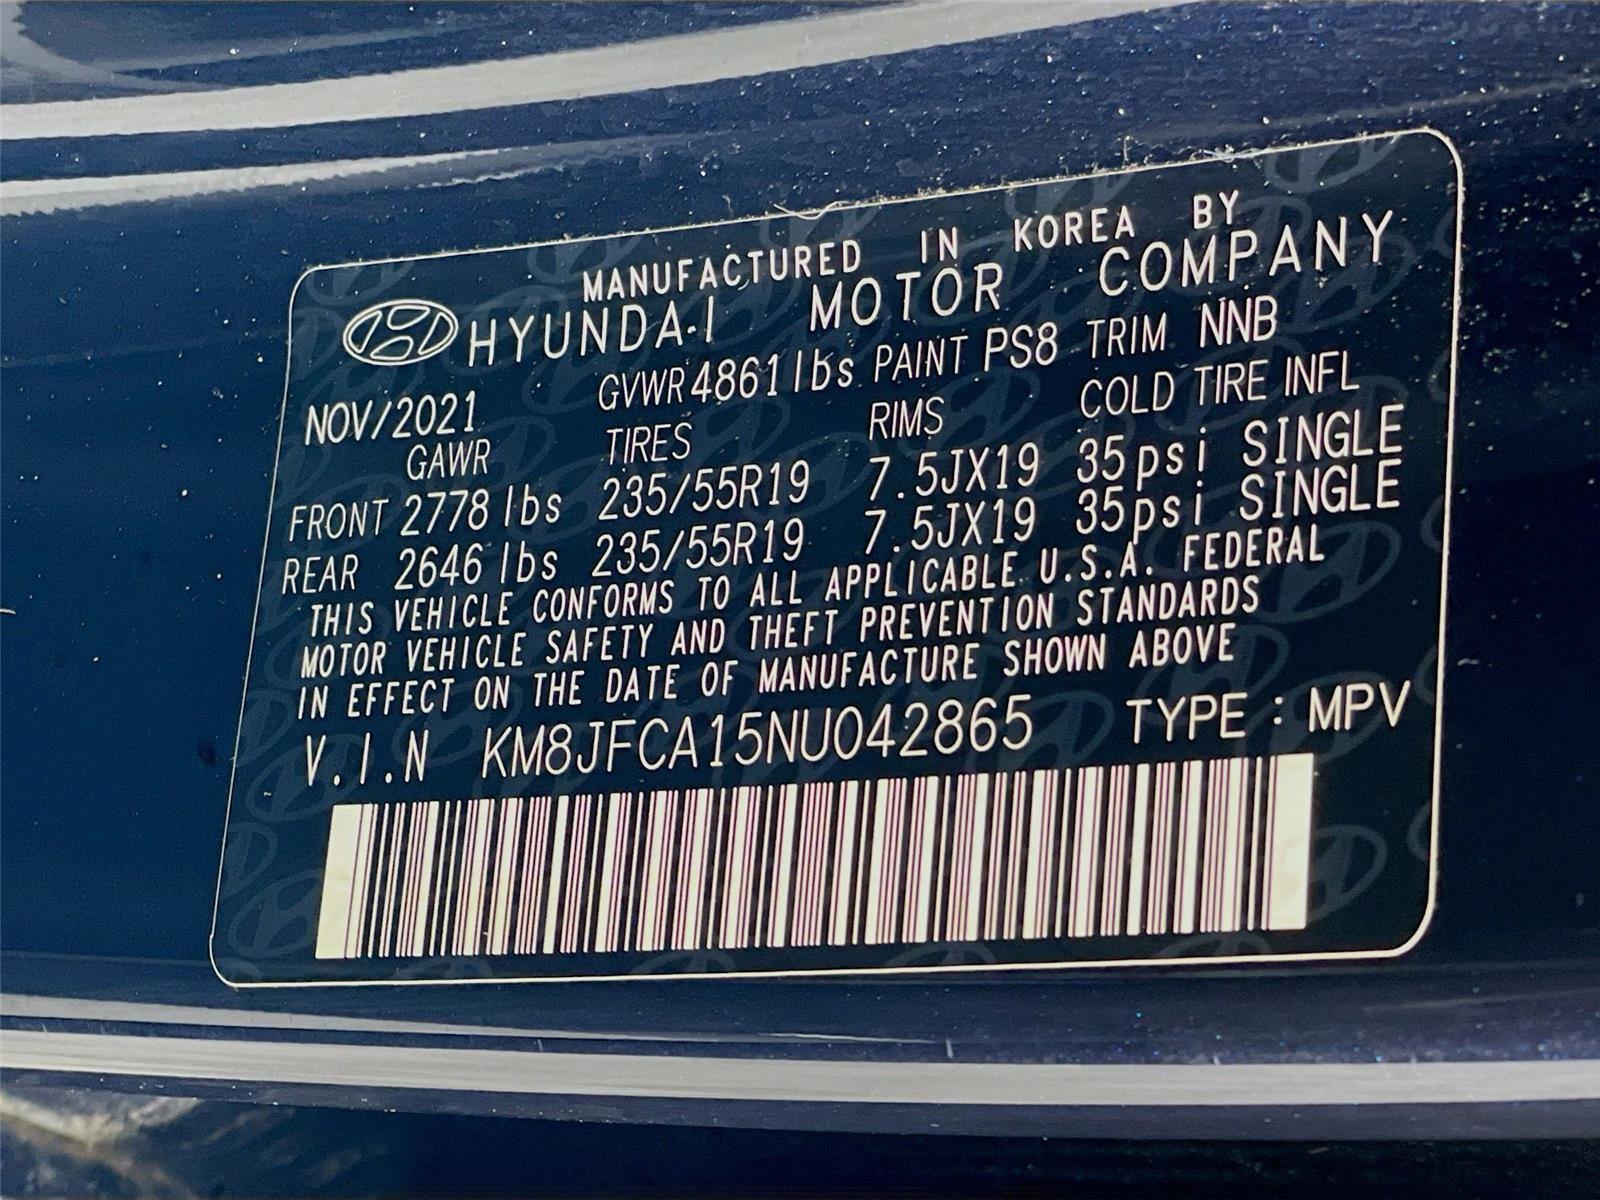 MANUFACTURED IN KOREA BY
HYUNDAI MOTOR COMPANY
NOV/2021 GVWR 4861 lbs PAINT PS8 TRIM NNB
GAWR TIRES RIMS COLD TIRE INFL
FRONT 2778 lbs 235/55R19 7.5JX19 35psi SINGLE
REAR 2646 lbs 235/55R19 7.5JX19 35psi SINGLE
THIS VEHICLE CONFORMS TO ALL APPLICABLE U.S.A. FEDERAL
MOTOR VEHICLE SAFETY AND THEFT PREVENTION STANDARDS
IN EFFECT ON THE DATE OF MANUFACTURE SHOWN ABOVE
V.I.N KM8JFCA15NU042865 TYPE : MPV